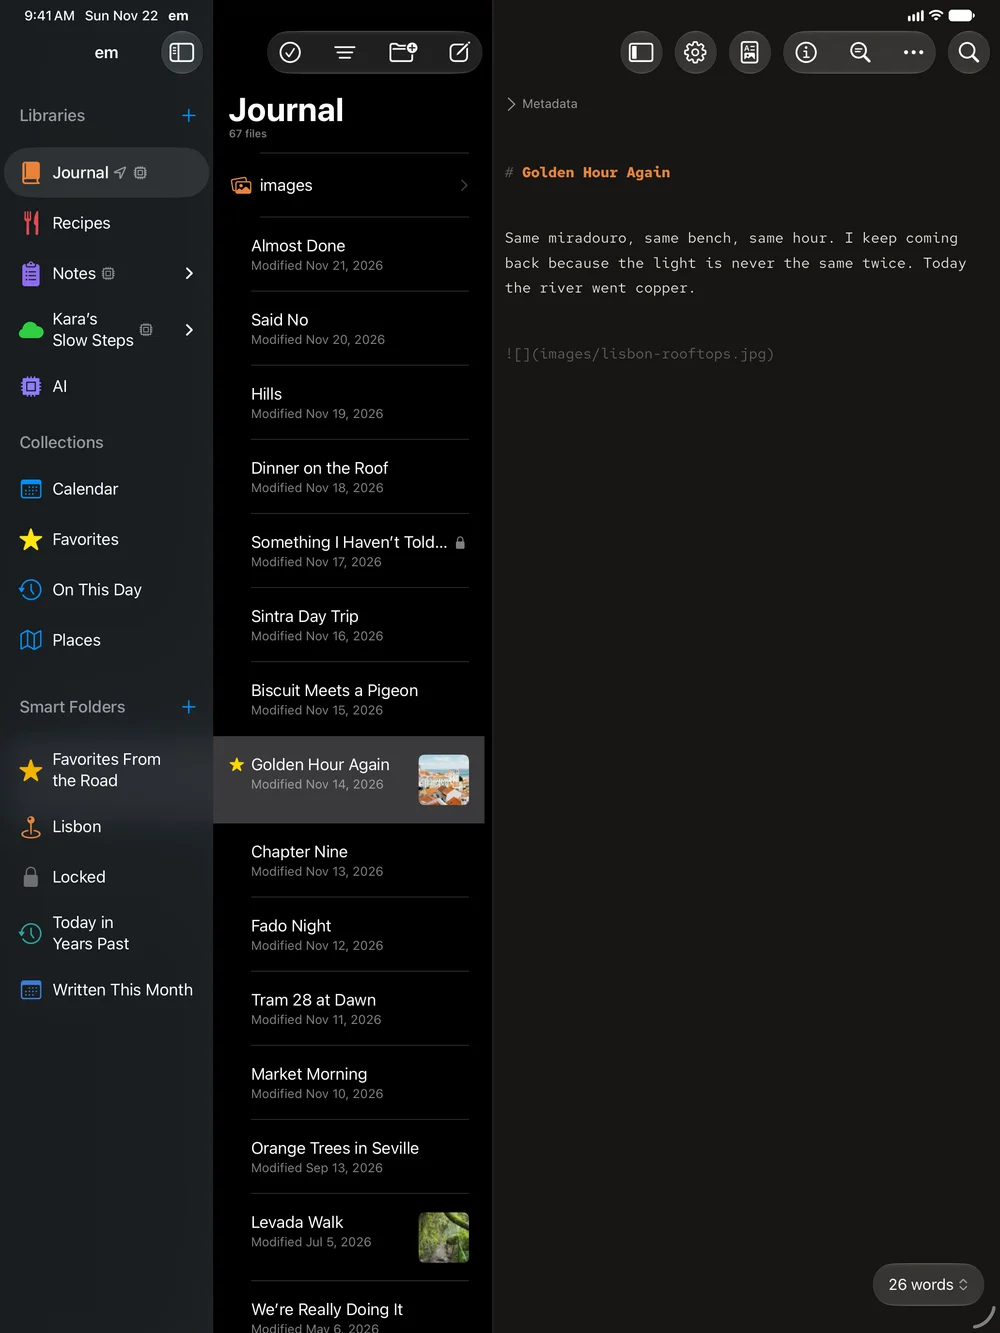 9:41 AM Sun Nov 22 em
em
Libraries
Journal
Recipes
Notes
Kara's
Slow Steps
AI
Collections
Calendar
Favorites
On This Day
Places
Smart Folders
Favorites From
the Road
Lisbon
Locked
Today in
Years Past
Written This Month
Journal
67 files
images
Almost Done
Modified Nov 21, 2026
Said No
Modified Nov 20, 2026
Hills
Modified Nov 19, 2026
Dinner on the Roof
Modified Nov 18, 2026
Something I Haven't Told...
Modified Nov 17, 2026
Sintra Day Trip
Modified Nov 16, 2026
Biscuit Meets a Pigeon
Modified Nov 15, 2026
Golden Hour Again
Modified Nov 14, 2026
Chapter Nine
Modified Nov 13, 2026
Fado Night
Modified Nov 12, 2026
Tram 28 at Dawn
Modified Nov 11, 2026
Market Morning
Modified Nov 10, 2026
Orange Trees in Seville
Modified Sep 13, 2026
Levada Walk
Modified Jul 5, 2026
We're Really Doing It
Modified May 6, 2026
Metadata
# Golden Hour Again
Same miradouro, same bench, same hour. I keep coming
back because the light is never the same twice. Today
the river went copper.
![](images/lisbon-rooftops.jpg)
26 words